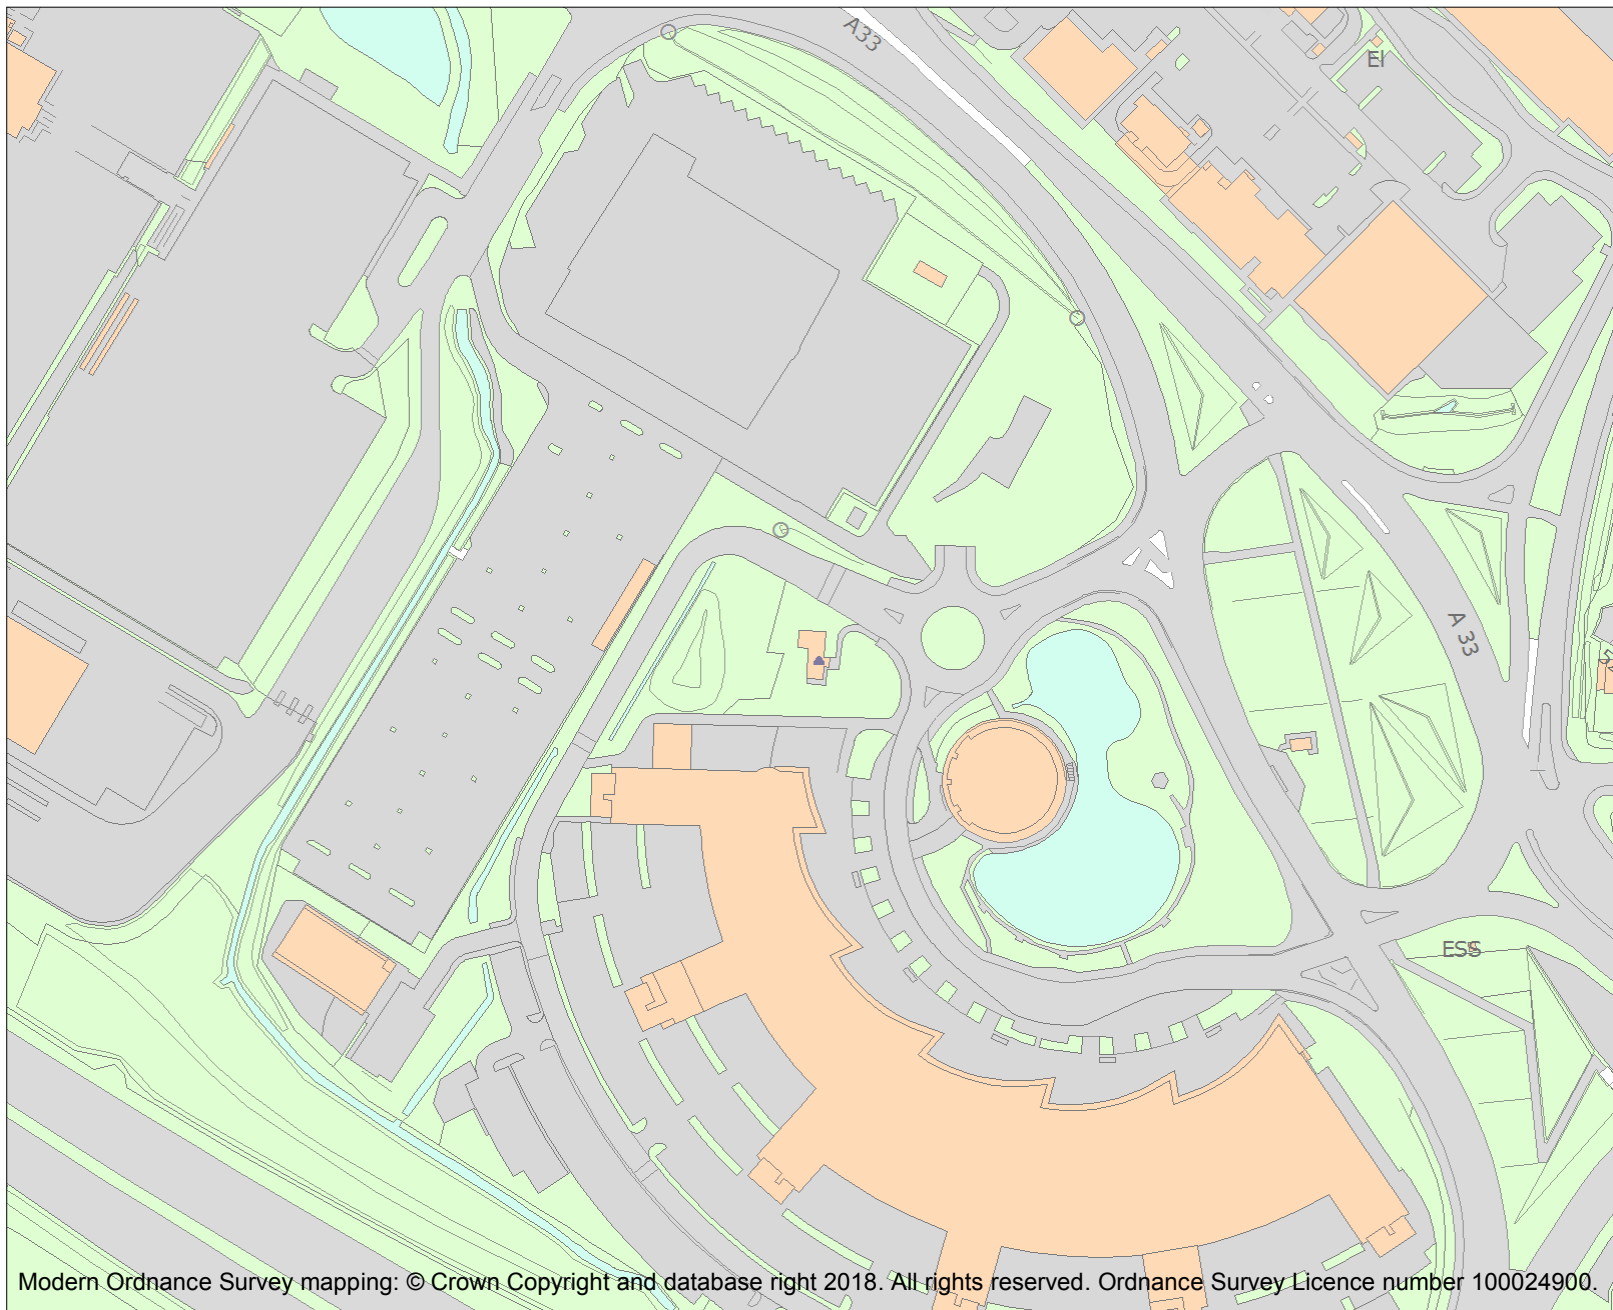 A33
El
A 33
ESS
Modern Ordnance Survey mapping: © Crown Copyright and database right 2018. All rights reserved. Ordnance Survey Licence number 100024900.